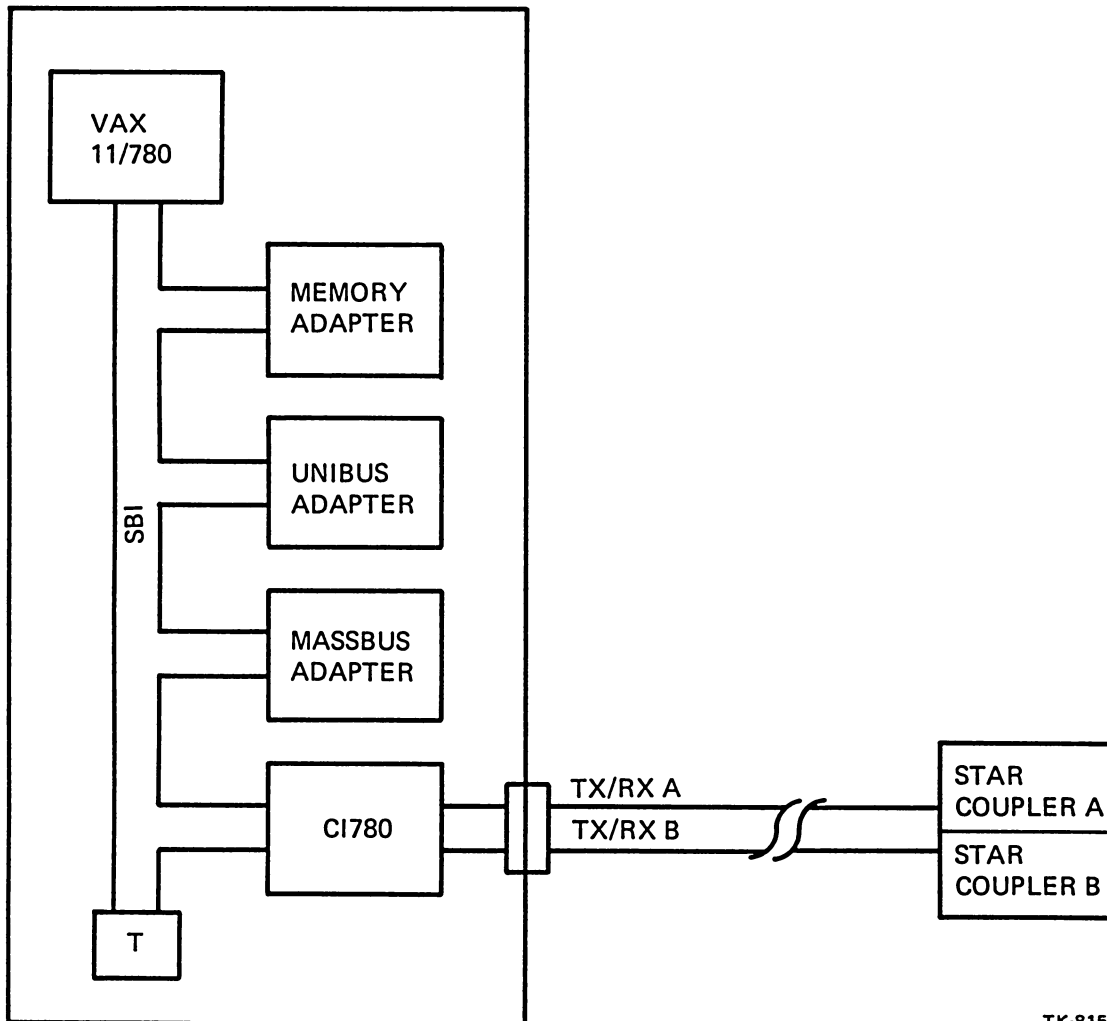 VAX
11/780
MEMORY
ADAPTER
UNIBUS
ADAPTER
SBI
MASSBUS
ADAPTER
CI780
TX/RX A
TX/RX B
STAR
COUPLER A
STAR
COUPLER B
T